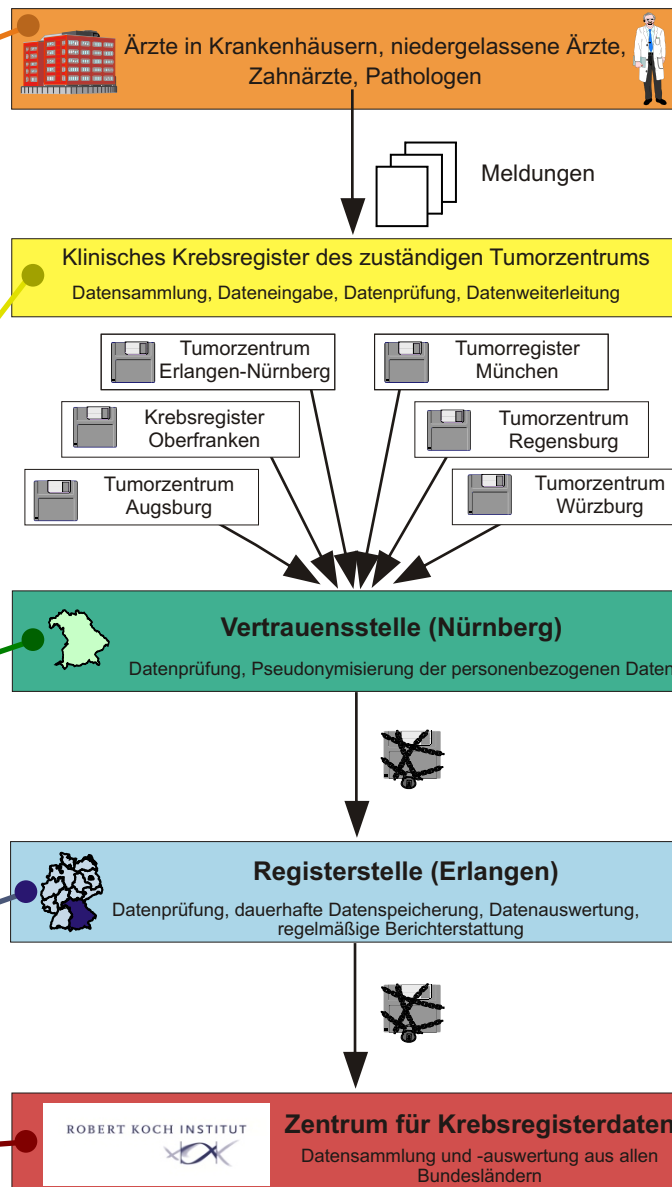 Ärzte in Krankenhäusern, niedergelassene Ärzte,
Zahnärzte, Pathologen
Meldungen
Klinisches Krebsregister des zuständigen Tumorzentrums
Datensammlung, Dateneingabe, Datenprüfung, Datenweiterleitung
Tumorzentrum
Erlangen-Nürnberg
Tumorregister
München
Krebsregister
Oberfranken
Tumorzentrum
Regensburg
Tumorzentrum
Augsburg
Tumorzentrum
Würzburg
Vertrauensstelle (Nürnberg)
Datenprüfung, Pseudonymisierung der personenbezogenen Daten
Registerstelle (Erlangen)
Datenprüfung, dauerhafte Datenspeicherung, Datenauswertung,
regelmäßige Berichterstattung
ROBERT KOCH INSTITUT
Zentrum für Krebsregisterdaten
Datensammlung und -auswertung aus allen
Bundesländern